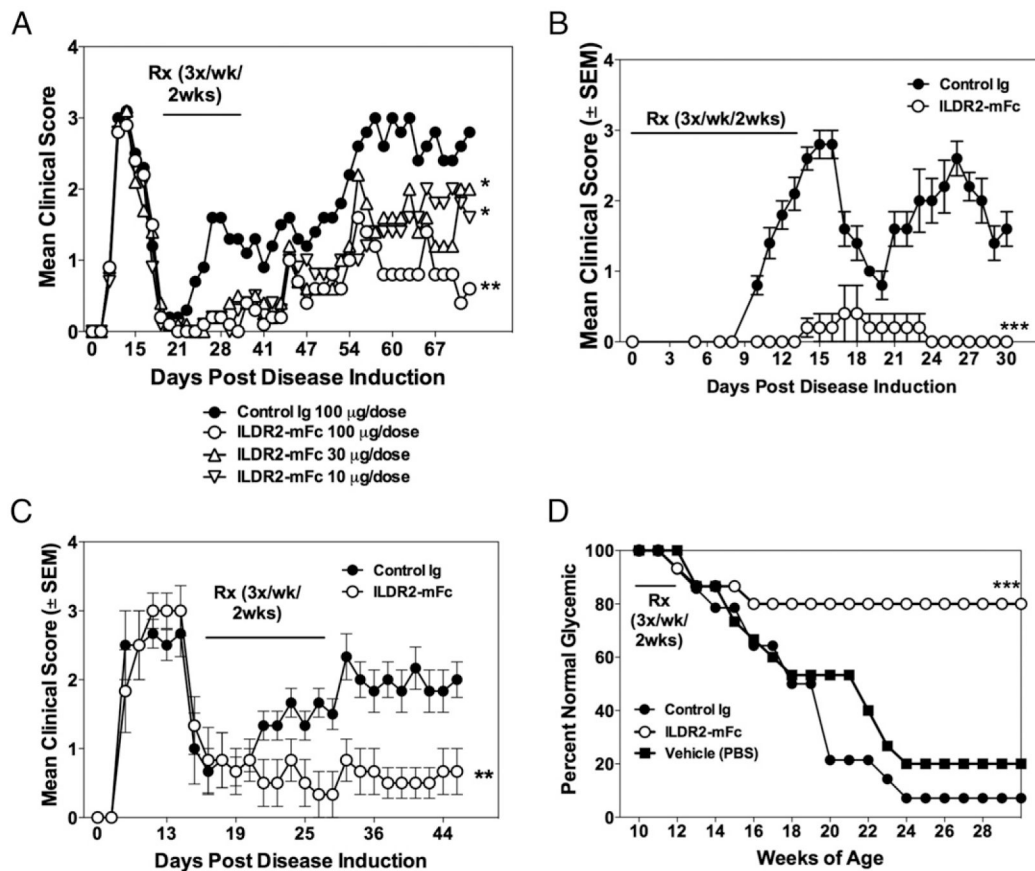 A
Mean Clinical Score
4
3
2
1
0
Rx (3x/wk/
2wks)
*
*
**
0 15 21 28 41 54 60 67
Days Post Disease Induction
Control Ig 100 µg/dose
ILDR2-mFc 100 µg/dose
ILDR2-mFc 30 µg/dose
ILDR2-mFc 10 µg/dose
B
Mean Clinical Score (± SEM)
4
3
2
1
0
Control Ig
ILDR2-mFc
Rx (3x/wk/2wks)
***
0 3 6 9 12 15 18 21 24 27 30
Days Post Disease Induction
C
Mean Clinical Score (± SEM)
4
3
2
1
0
Control Ig
ILDR2-mFc
Rx (3x/wk/
2wks)
**
0 13 19 29 36 44
Days Post Disease Induction
D
Percent Normal Glycemic
100
80
60
40
20
0
***
Rx
(3x/wk/
2wks)
Control Ig
ILDR2-mFc
Vehicle (PBS)
10 12 14 16 18 20 22 24 26 28
Weeks of Age